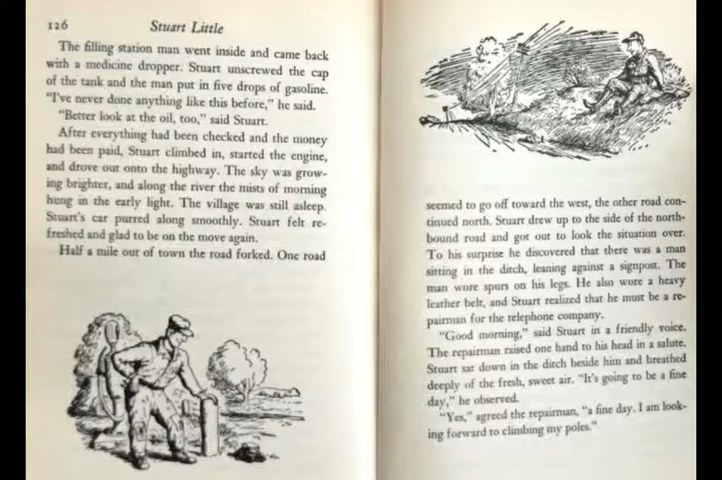 126
Stuart Little
The filling station man went inside and came back
with a medicine dropper. Stuart unscrewed the cap
of the tank and the man put in five drops of gasoline.
"I've never done anything like this before," he said.
"Better look at the oil, too," said Stuart.
After everything had been checked and the money
had been paid, Stuart climbed in, started the engine,
and drove out onto the highway. The sky was grow-
ing brighter, and along the river the mists of morning
hung in the early light. The village was still asleep.
Stuart's car purred along smoothly. Stuart felt re-
freshed and glad to be on the move again.
Half a mile out of town the road forked. One road
seemed to go off toward the west, the other road con-
tinued north. Stuart drew up to the side of the north-
bound road and got out to look the situation over.
To his surprise he discovered that there was a man
sitting in the ditch, leaning against a signpost. The
man wore spurs on his legs. He also wore a heavy
leather belt, and Stuart realized that he must be a re-
pairman for the telephone company.
"Good morning," said Stuart in a friendly voice.
The repairman raised one hand to his head in a salute.
Stuart sat down in the ditch beside him and breathed
deeply of the fresh, sweet air. "It's going to be a fine
day," he observed.
"Yes," agreed the repairman, "a fine day. I am look-
ing forward to climbing my poles."